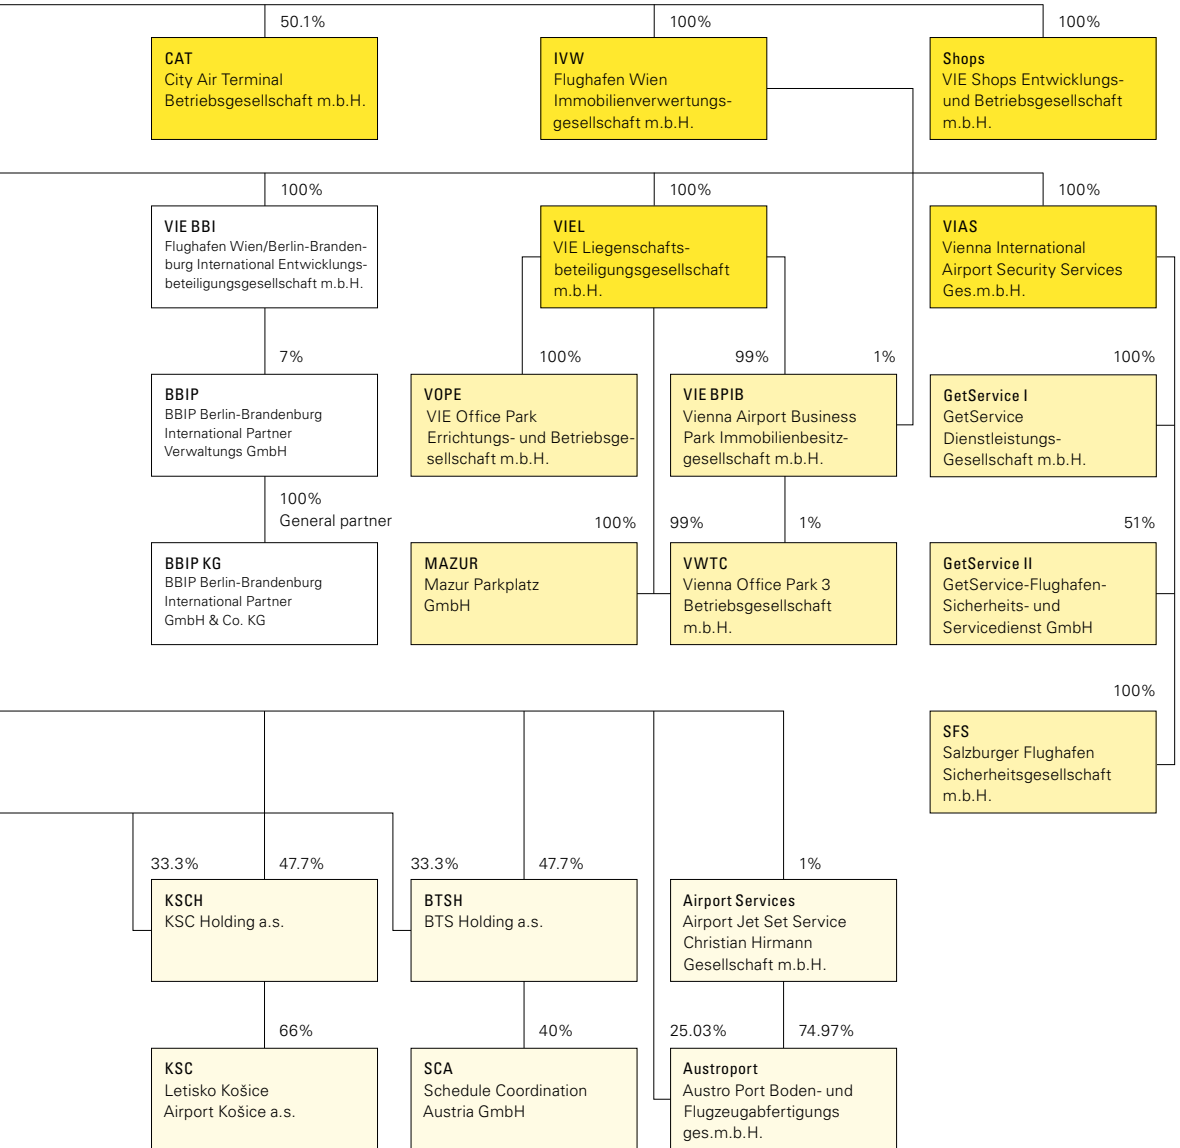 50.1%
100%
100%
CAT
City Air Terminal
Betriebsgesellschaft m.b.H.
IVW
Flughafen Wien
Immobilienverwertungs-
gesellschaft m.b.H.
Shops
VIE Shops Entwicklungs-
und Betriebsgesellschaft
m.b.H.
100%
100%
100%
VIE BBI
Flughafen Wien/Berlin-Branden-
burg International Entwicklungs-
beteiligungsgesellschaft m.b.H.
VIEL
VIE Liegenschafts-
beteiligungsgesellschaft
m.b.H.
VIAS
Vienna International
Airport Security Services
Ges.m.b.H.
7%
100%
99%
1%
100%
BBIP
BBIP Berlin-Brandenburg
International Partner
Verwaltungs GmbH
VOPE
VIE Office Park
Errichtungs- und Betriebsge-
sellschaft m.b.H.
VIE BPIB
Vienna Airport Business
Park Immobilienbesitz-
gesellschaft m.b.H.
GetService I
GetService
Dienstleistungs-
Gesellschaft m.b.H.
100%
General partner
100%
99%
1%
51%
BBIP KG
BBIP Berlin-Brandenburg
International Partner
GmbH & Co. KG
MAZUR
Mazur Parkplatz
GmbH
VWTC
Vienna Office Park 3
Betriebsgesellschaft
m.b.H.
GetService II
GetService-Flughafen-
Sicherheits- und
Servicedienst GmbH
100%
SFS
Salzburger Flughafen
Sicherheitsgesellschaft
m.b.H.
33.3%
47.7%
33.3%
47.7%
1%
KSCH
KSC Holding a.s.
BTSH
BTS Holding a.s.
Airport Services
Airport Jet Set Service
Christian Hirmann
Gesellschaft m.b.H.
66%
40%
25.03%
74.97%
KSC
Letisko Košice
Airport Košice a.s.
SCA
Schedule Coordination
Austria GmbH
Austroport
Austro Port Boden- und
Flugzeugabfertigungs
ges.m.b.H.